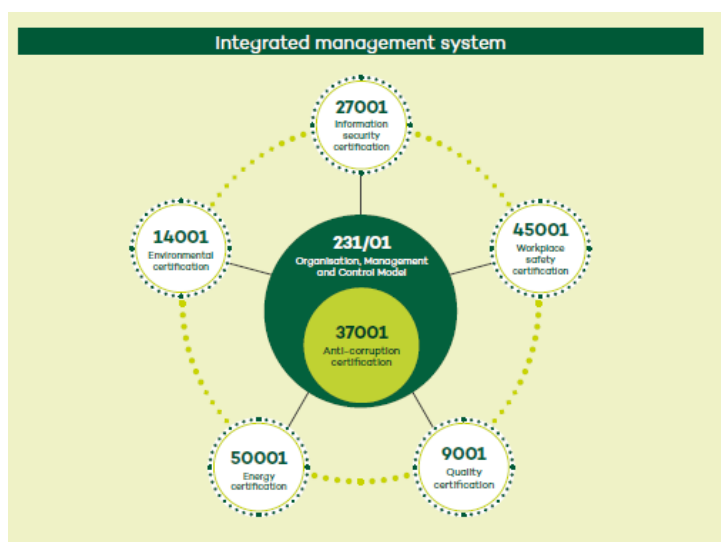 Integrated management system
27001
Information
security
certification
14001
Environmental
certification
45001
Workplace
safety
certification
231/01
Organisation, Management
and Control Model
37001
Anti-corruption
certification
50001
Energy
certification
9001
Quality
certification